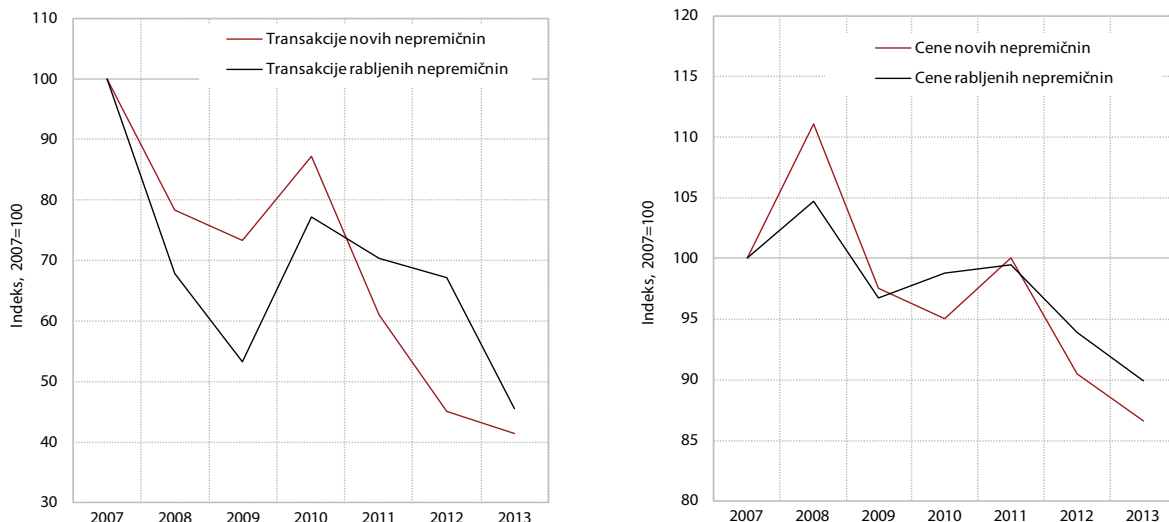 110
100
90
80
70
60
50
40
30
Indeks, 2007=100
Transakcije novih nepremičnin
Transakcije rabljenih nepremičnin
2007 2008 2009 2010 2011 2012 2013
120
115
110
105
100
95
90
85
80
Indeks, 2007=100
Cene novih nepremičnin
Cene rabljenih nepremičnin
2007 2008 2009 2010 2011 2012 2013